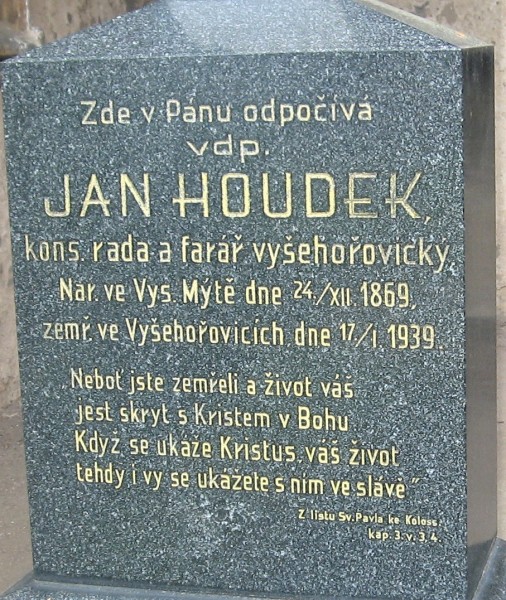 Zde v Pánu odpočívá
vdp.
JAN HOUDEK,
kons. rada a farář vyšehořovický
Nar. ve Vys. Mýtě dne 24./XII. 1869,
zemř. ve Vyšehořovicích dne 17/I. 1939.
Neboť jste zemřeli a život váš
jest skryt s Kristem v Bohu
Když se ukáže Kristus, váš život
tehdy i vy se ukážete s ním ve slávě"
Z listu Sv. Pavla ke Koloss.
kap. 3. v. 3. 4.